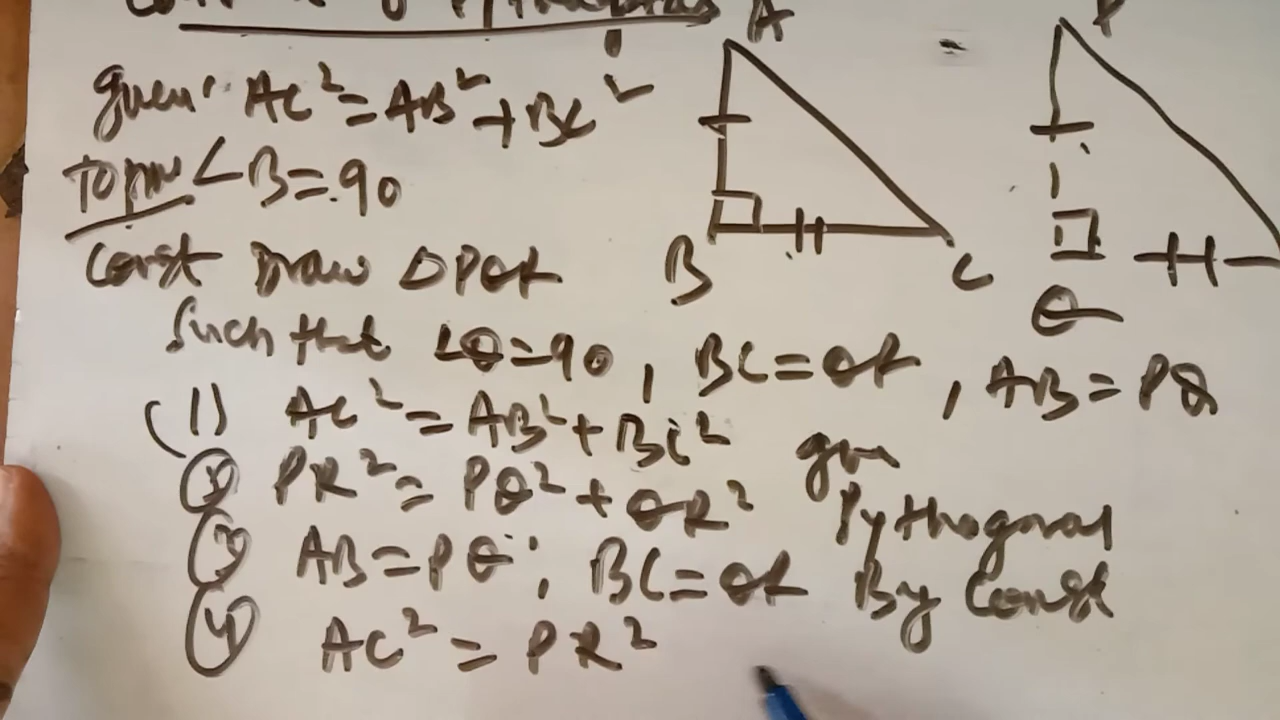 given AC² = AB² + BC²
A
P
To prove ∠B = 90
B
C
Const Draw △PQR
Q
Such that ∠Q = 90, BC = QR, AB = PQ
(1) AC² = AB² + BC² given
(2) PR² = PQ² + QR² Pythagoras
(3) AB = PQ; BC = QR By Const
(4) AC² = PR²